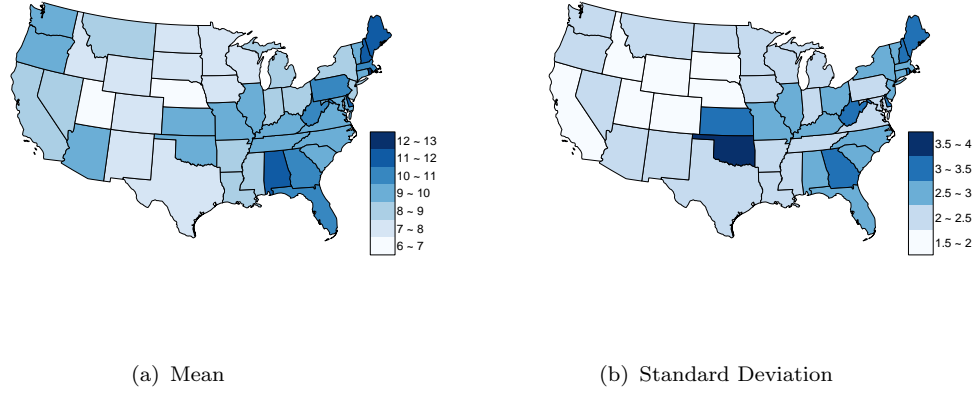 12 ~ 13
11 ~ 12
10 ~ 11
9 ~ 10
8 ~ 9
7 ~ 8
6 ~ 7
3.5 ~ 4
3 ~ 3.5
2.5 ~ 3
2 ~ 2.5
1.5 ~ 2
(a) Mean
(b) Standard Deviation